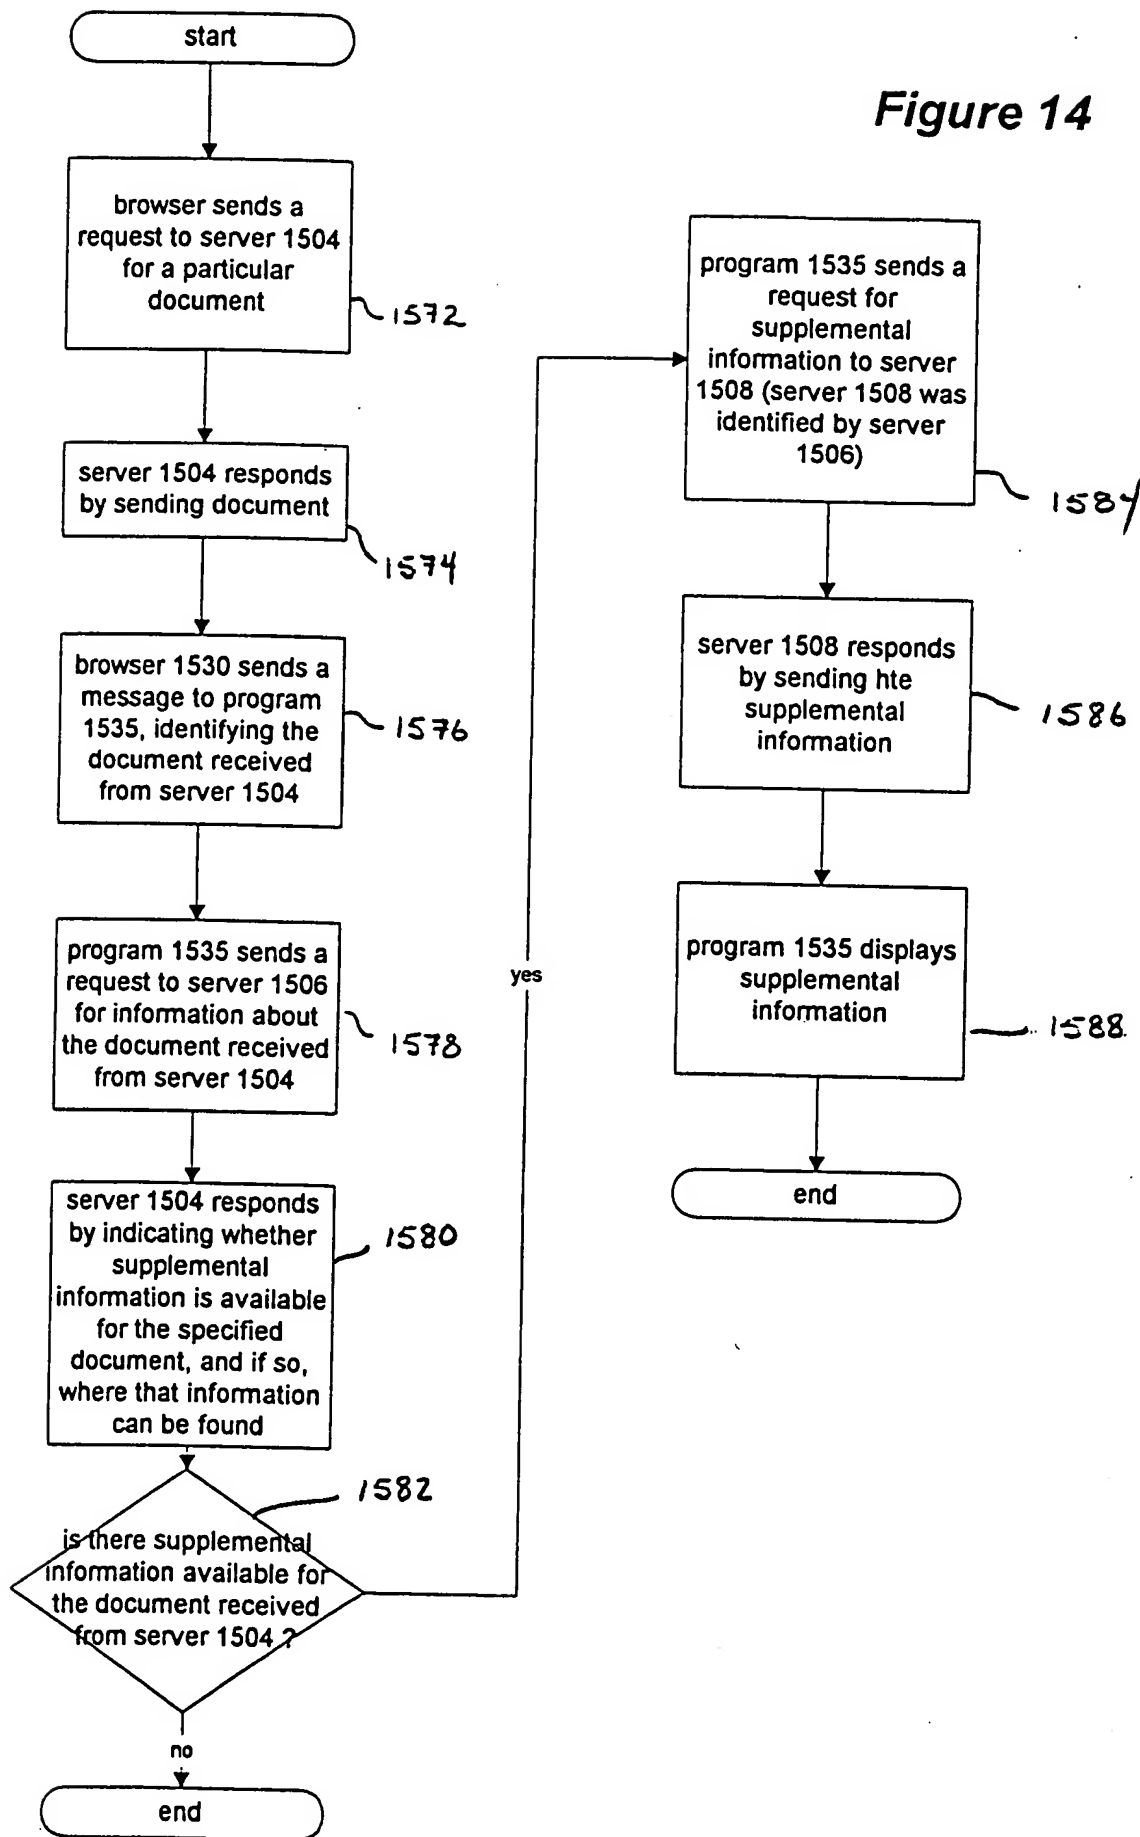 start
Figure 14
browser sends a
request to server 1504
for a particular
document
1572
server 1504 responds
by sending document
1574
browser 1530 sends a
message to program
1535, identifying the
document received
from server 1504
1576
program 1535 sends a
request to server 1506
for information about
the document received
from server 1504
1578
server 1504 responds
by indicating whether
supplemental
information is available
for the specified
document, and if so,
where that information
can be found
1580
is there supplemental
information available for
the document received
from server 1504 ?
1582
no
end
yes
program 1535 sends a
request for
supplemental
information to server
1508 (server 1508 was
identified by server
1506)
1584
server 1508 responds
by sending hte
supplemental
information
1586
program 1535 displays
supplemental
information
1588
end